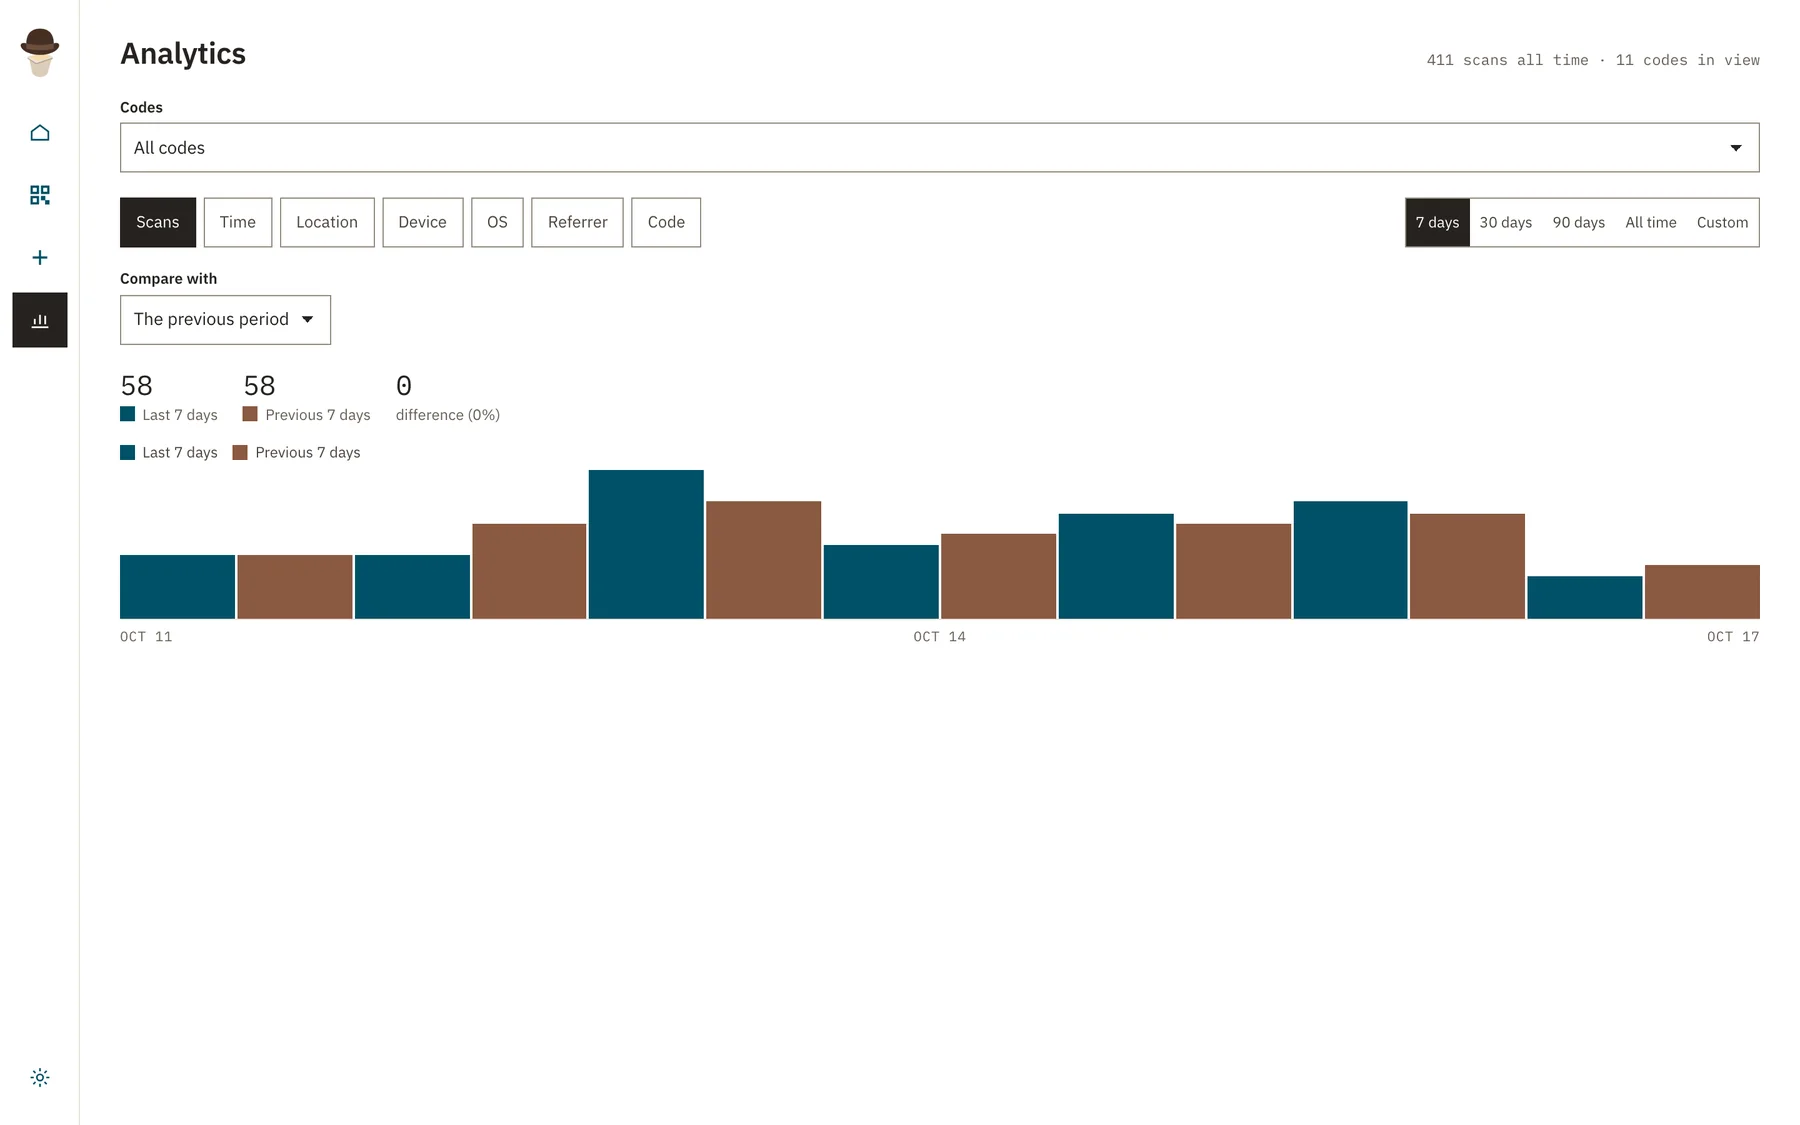 Analytics
411 scans all time · 11 codes in view
Codes
All codes
Scans Time Location Device OS Referrer Code
7 days 30 days 90 days All time Custom
Compare with
The previous period
58 58 0
Last 7 days Previous 7 days difference (0%)
Last 7 days Previous 7 days
OCT 11 OCT 14 OCT 17